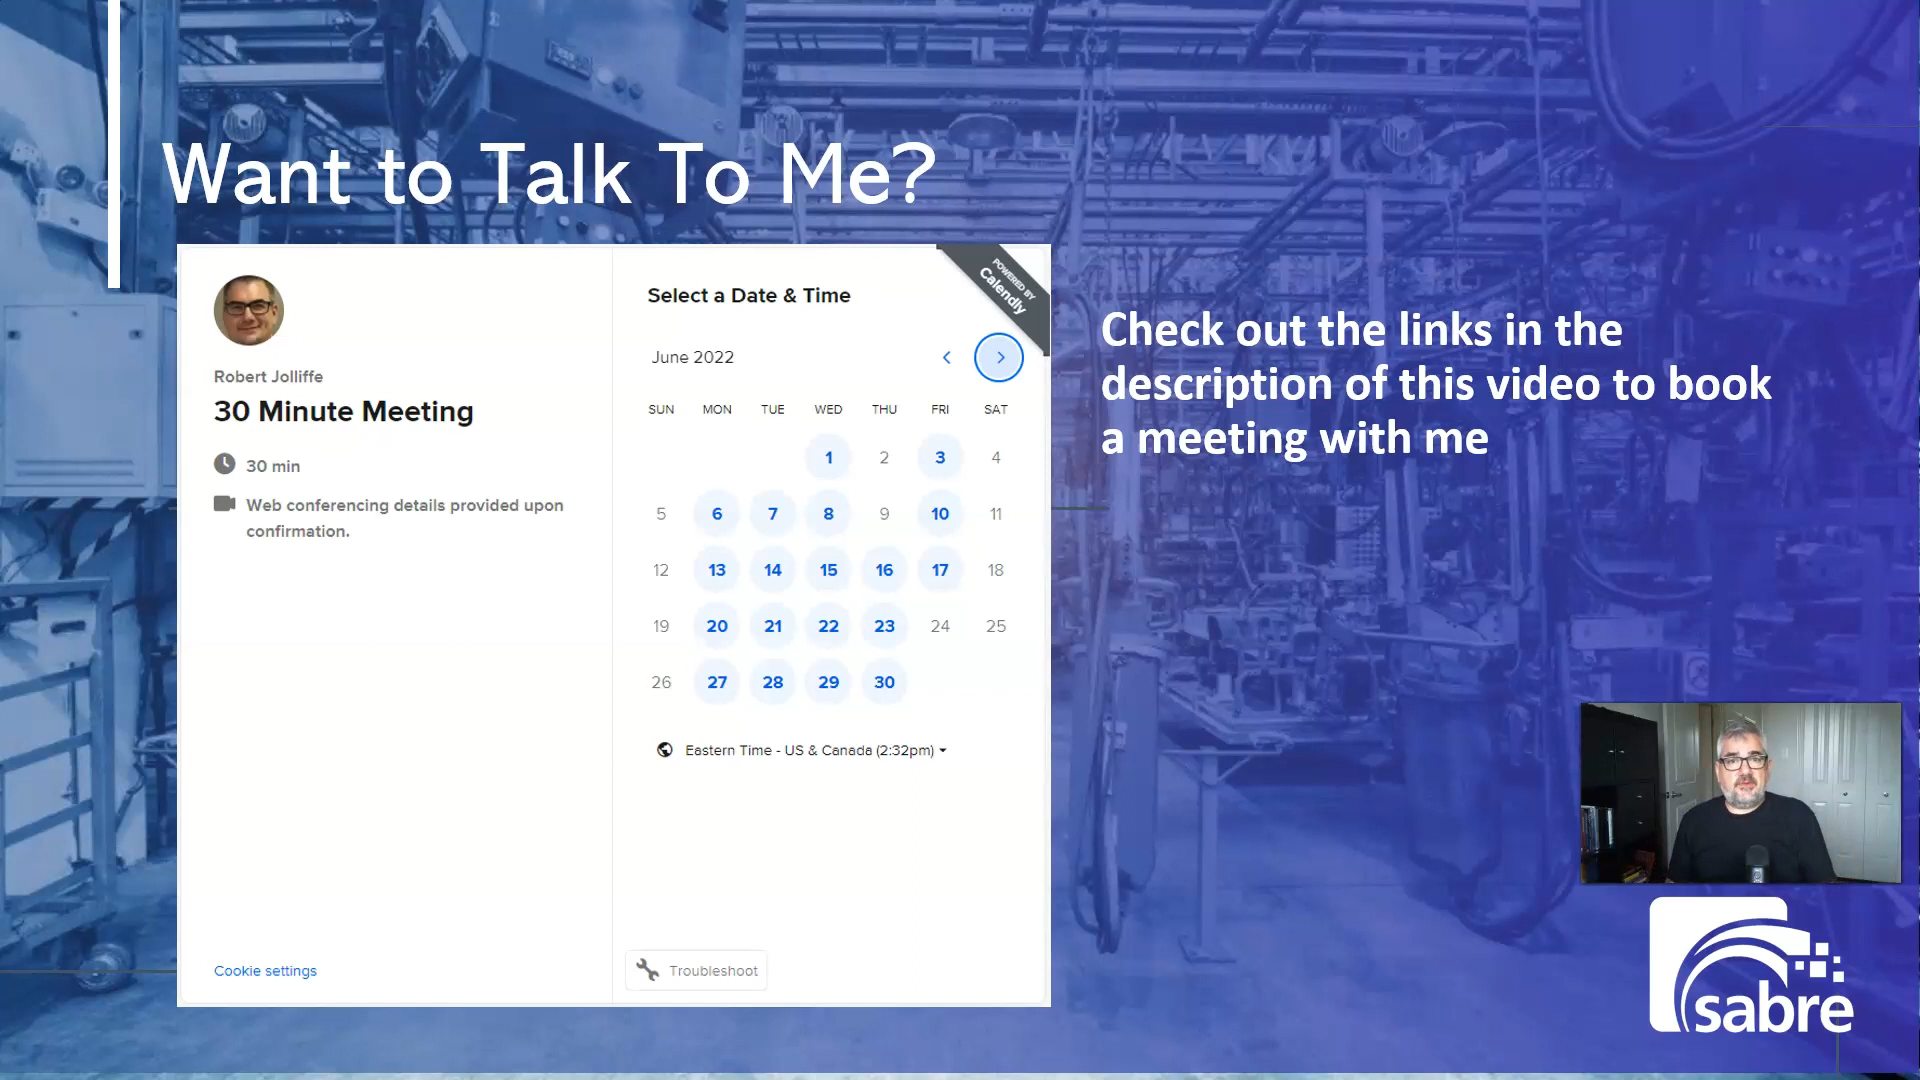 Want to Talk To Me?
POWERED BY
Calendly
Robert Jolliffe
30 Minute Meeting
30 min
Web conferencing details provided upon
confirmation.
Cookie settings
Select a Date & Time
June 2022
SUN MON TUE WED THU FRI SAT
1 2 3 4
5 6 7 8 9 10 11
12 13 14 15 16 17 18
19 20 21 22 23 24 25
26 27 28 29 30
Eastern Time - US & Canada (2:32pm)
Troubleshoot
Check out the links in the
description of this video to book
a meeting with me
sabre